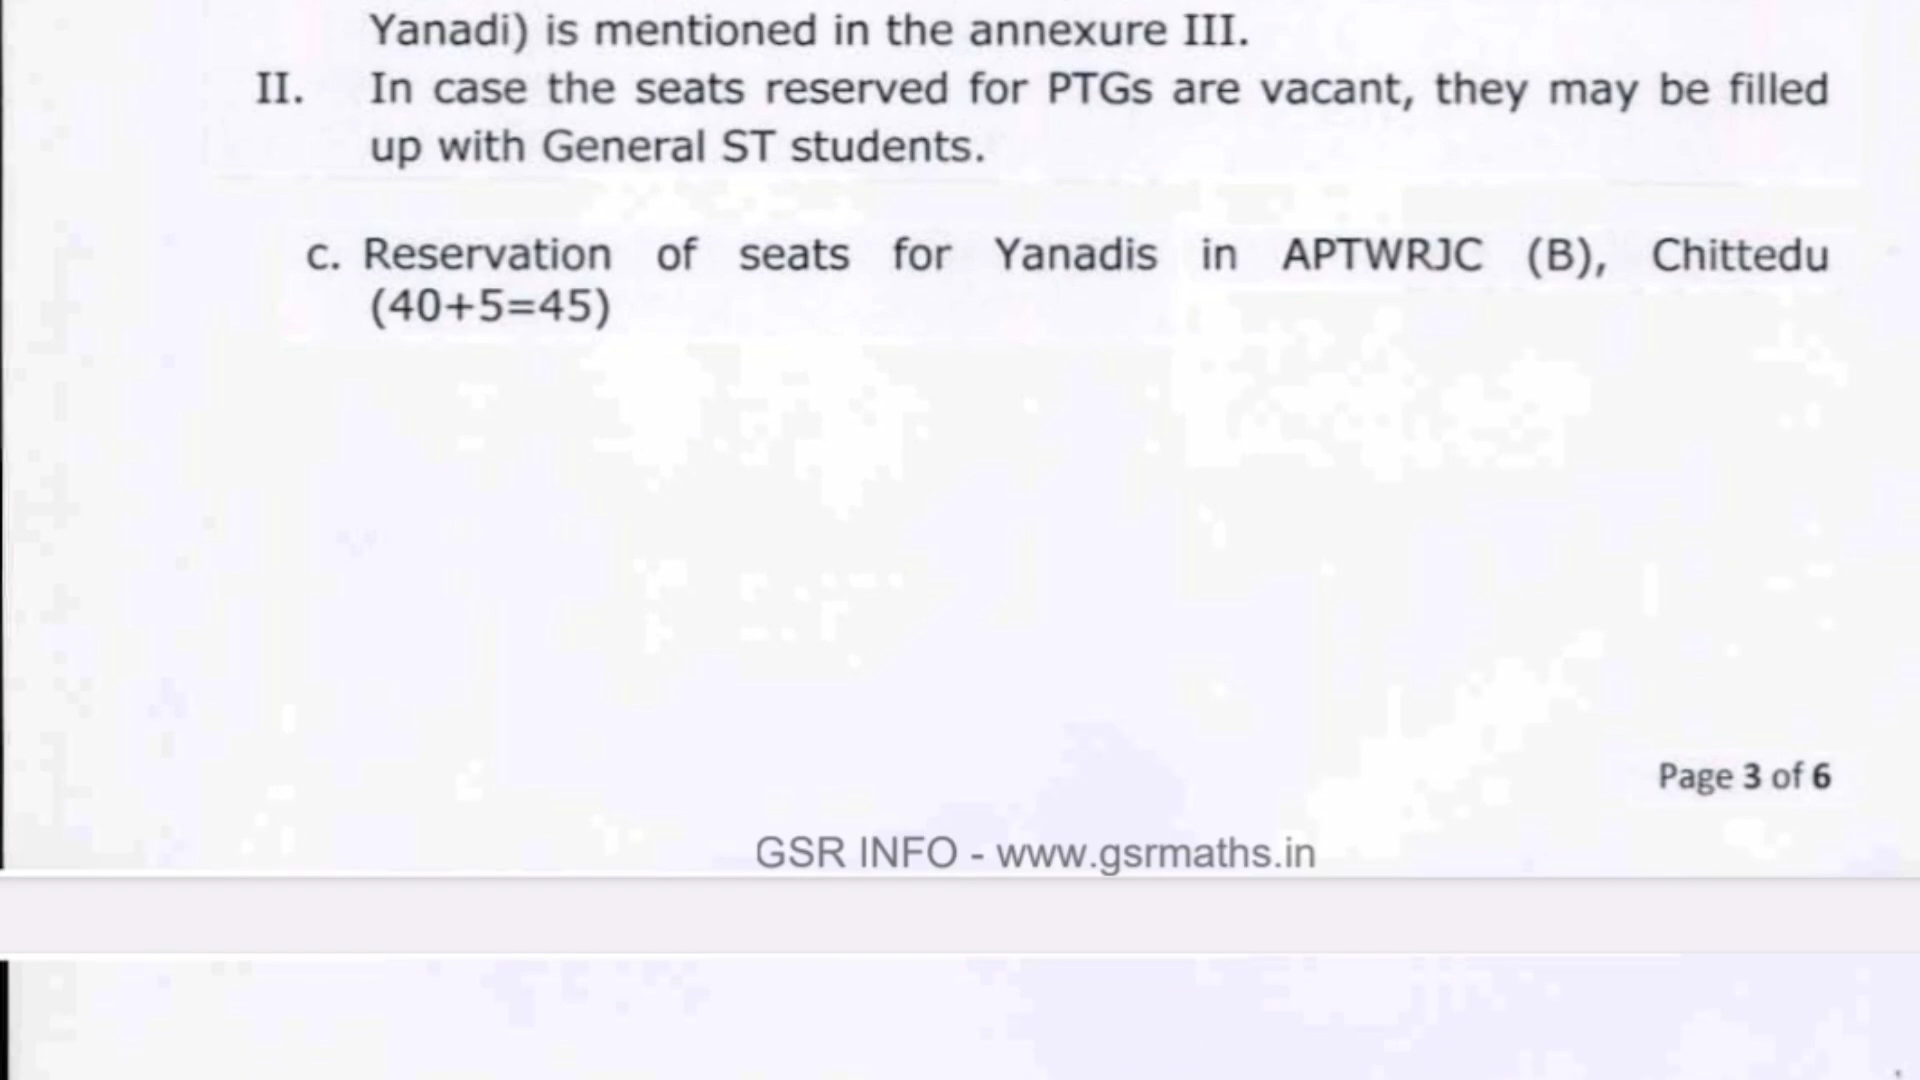 Yanadi) is mentioned in the annexure III.
II. In case the seats reserved for PTGs are vacant, they may be filled
up with General ST students.
c. Reservation of seats for Yanadis in APTWRJC (B), Chittedu
(40+5=45)
Page 3 of 6
GSR INFO - www.gsrmaths.in